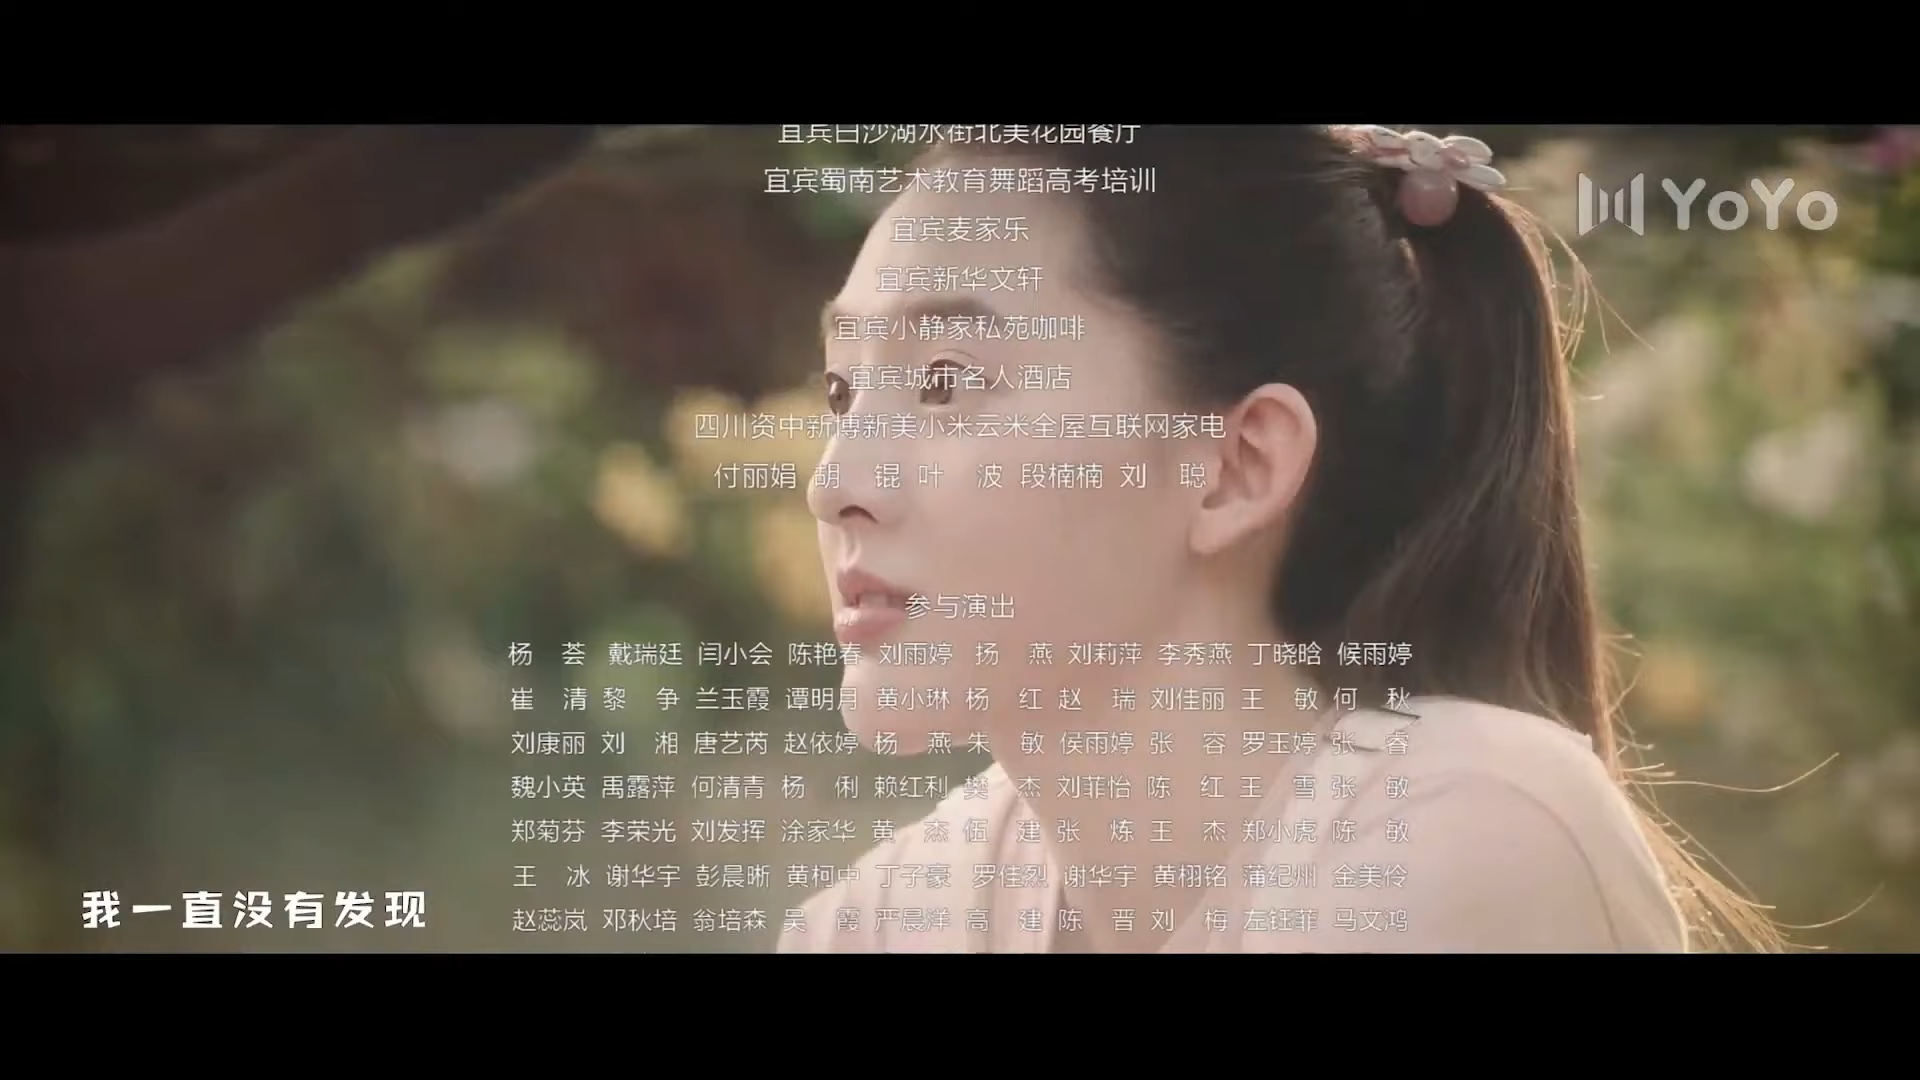 宜宾白沙湖水街北美花园餐厅
宜宾蜀南艺术教育舞蹈高考培训
YoYo
宜宾麦家乐
宜宾新华文轩
宜宾小静家私苑咖啡
宜宾城市名人酒店
四川资中新博新美小米云米全屋互联网家电
付丽娟 胡 锟 叶 波 段楠楠 刘 聪
参与演出
杨 荟 戴瑞廷 闫小会 陈艳春 刘雨婷 扬 燕 刘莉萍 李秀燕 丁晓晗 候雨婷
崔 清 黎 争 兰玉霞 谭明月 黄小琳 杨 红 赵 瑞 刘佳丽 王 敏 何 秋
刘康丽 刘 湘 唐艺芮 赵依婷 杨 燕 朱 敏 侯雨婷 张 容 罗玉婷 张 睿
魏小英 禹露萍 何清青 杨 俐 赖红利 樊 杰 刘菲怡 陈 红 王 雪 张 敏
郑菊芬 李荣光 刘发挥 涂家华 黄 杰 伍 建 张 炼 王 杰 郑小虎 陈 敏
王 冰 谢华宇 彭晨晰 黄柯中 丁子豪 罗佳烈 谢华宇 黄栩铭 蒲纪州 金美伶
赵蕊岚 邓秋培 翁培森 吴 霞 严晨洋 高 建 陈 晋 刘 梅 左钰菲 马文鸿
我一直没有发现